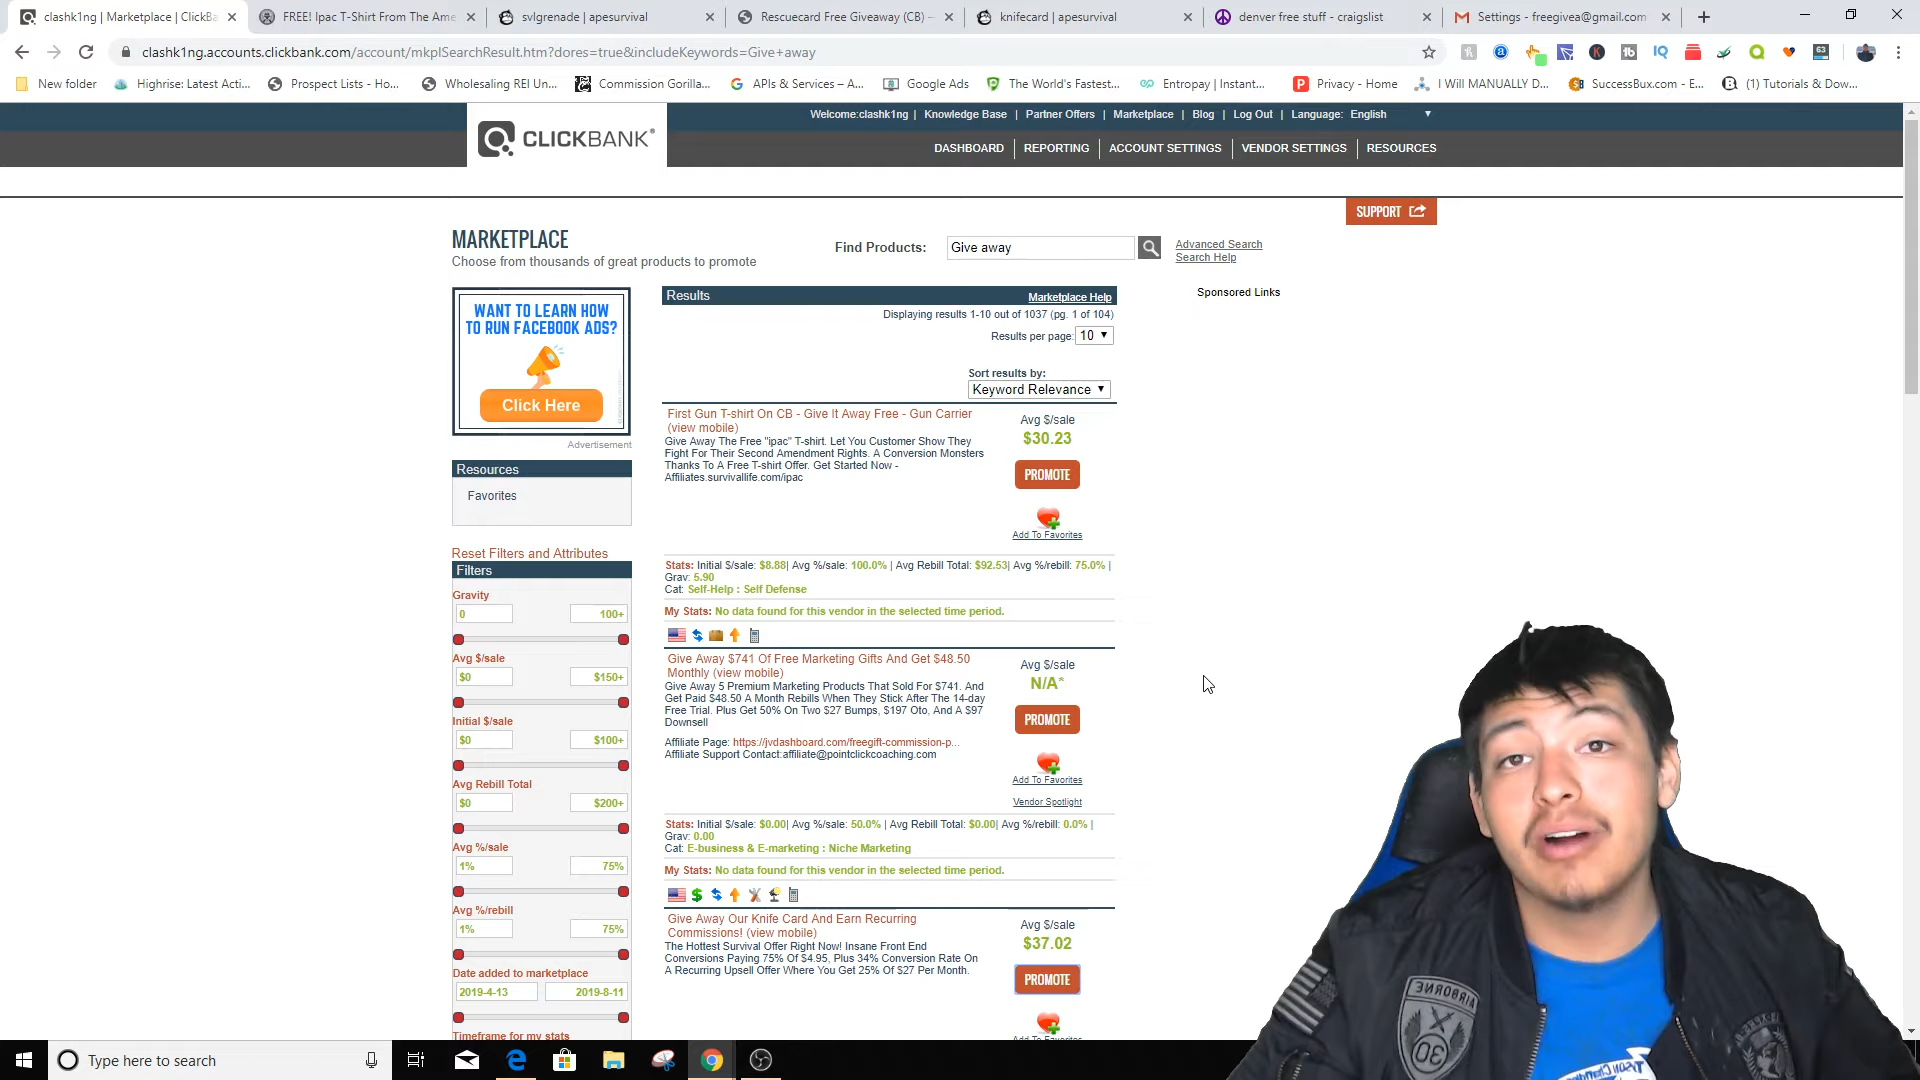 clashk1ng | Marketplace | ClickBa
FREE! Ipac T-Shirt From The Ame
svlgrenade | apesurvival
Rescuecard Free Giveaway (CB) –
knifecard | apesurvival
denver free stuff - craigslist
Settings - freegivea@gmail.com
clashk1ng.accounts.clickbank.com/account/mkplSearchResult.htm?dores=true&includeKeywords=Give+away
New folder
Highrise: Latest Acti...
Prospect Lists - Ho...
Wholesaling REI Un...
Commission Gorilla...
APIs & Services – A...
Google Ads
The World's Fastest...
Entropay | Instant...
Privacy - Home
I Will MANUALLY D...
SuccessBux.com - E...
(1) Tutorials & Dow...
CLICKBANK
Welcome:clashk1ng | Knowledge Base | Partner Offers | Marketplace | Blog | Log Out | Language: English
DASHBOARD | REPORTING | ACCOUNT SETTINGS | VENDOR SETTINGS | RESOURCES
SUPPORT
MARKETPLACE
Choose from thousands of great products to promote
Find Products: Give away
Advanced Search
Search Help
WANT TO LEARN HOW
TO RUN FACEBOOK ADS?
Click Here
Advertisement
Resources
Favorites
Reset Filters and Attributes
Filters
Gravity
0 100+
Avg $/sale
$0 $150+
Initial $/sale
$0 $100+
Avg Rebill Total
$0 $200+
Avg %/sale
1% 75%
Avg %/rebill
1% 75%
Date added to marketplace
2019-4-13 2019-8-11
Timeframe for my stats
Results Marketplace Help
Displaying results 1-10 out of 1037 (pg. 1 of 104)
Results per page: 10
Sort results by:
Keyword Relevance
First Gun T-shirt On CB - Give It Away Free - Gun Carrier
(view mobile)
Give Away The Free "ipac" T-shirt. Let You Customer Show They
Fight For Their Second Amendment Rights. A Conversion Monsters
Thanks To A Free T-shirt Offer. Get Started Now -
Affiliates.survivallife.com/ipac
Avg $/sale
$30.23
PROMOTE
Add To Favorites
Stats: Initial $/sale: $8.88| Avg %/sale: 100.0% | Avg Rebill Total: $92.53| Avg %/rebill: 75.0% |
Grav: 5.90
Cat: Self-Help : Self Defense
My Stats: No data found for this vendor in the selected time period.
Give Away $741 Of Free Marketing Gifts And Get $48.50
Monthly (view mobile)
Give Away 5 Premium Marketing Products That Sold For $741. And
Get Paid $48.50 A Month Rebills When They Stick After The 14-day
Free Trial. Plus Get 50% On Two $27 Bumps, $197 Oto, And A $97
Downsell
Affiliate Page: https://jvdashboard.com/freegift-commission-p...
Affiliate Support Contact:affiliate@pointclickcoaching.com
Avg $/sale
N/A*
PROMOTE
Add To Favorites
Vendor Spotlight
Stats: Initial $/sale: $0.00| Avg %/sale: 50.0% | Avg Rebill Total: $0.00| Avg %/rebill: 0.0% |
Grav: 0.00
Cat: E-business & E-marketing : Niche Marketing
My Stats: No data found for this vendor in the selected time period.
Give Away Our Knife Card And Earn Recurring
Commissions! (view mobile)
The Hottest Survival Offer Right Now! Insane Front End
Conversions Paying 75% Of $4.95, Plus 34% Conversion Rate On
A Recurring Upsell Offer Where You Get 25% Of $27 Per Month.
Avg $/sale
$37.02
PROMOTE
Sponsored Links
AIRBORNE
30
Type here to search